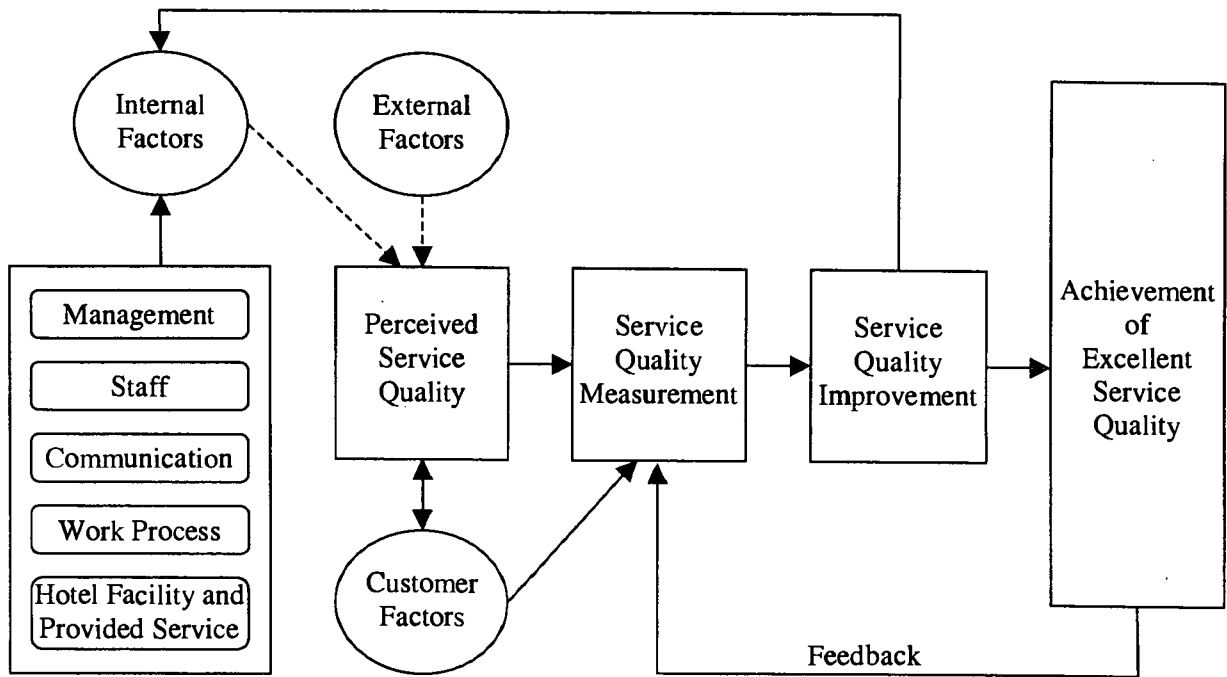 Internal
Factors
External
Factors
Management
Staff
Communication
Work Process
Hotel Facility and
Provided Service
Perceived
Service
Quality
Service
Quality
Measurement
Service
Quality
Improvement
Achievement
of
Excellent
Service
Quality
Customer
Factors
Feedback